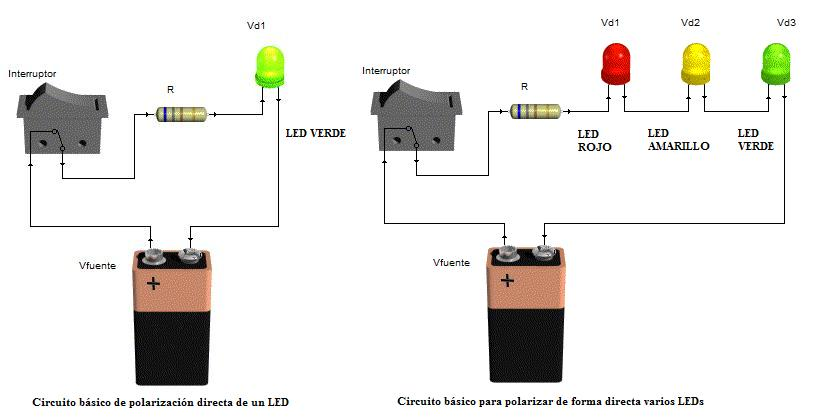 Vd1
Interruptor
R
LED VERDE
Vfuente
+
Circuito básico de polarización directa de un LED
Vd1
Vd2
Vd3
Interruptor
R
LED
ROJO
LED
AMARILLO
LED
VERDE
Vfuente
+
Circuito básico para polarizar de forma directa varios LEDs